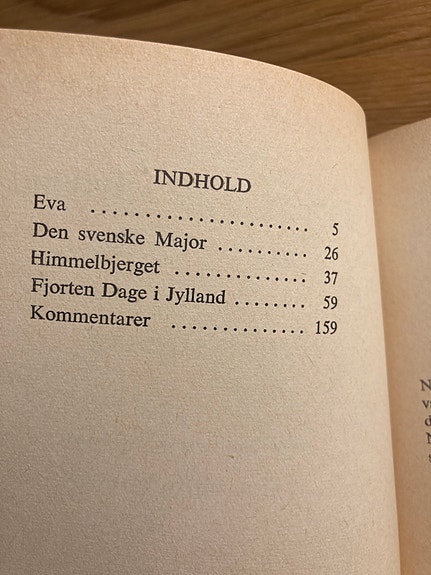 INDHOLD
Eva ........................ 5
Den svenske Major .......... 26
Himmelbjerget .............. 37
Fjorten Dage i Jylland ........ 59
Kommentarer ............... 159